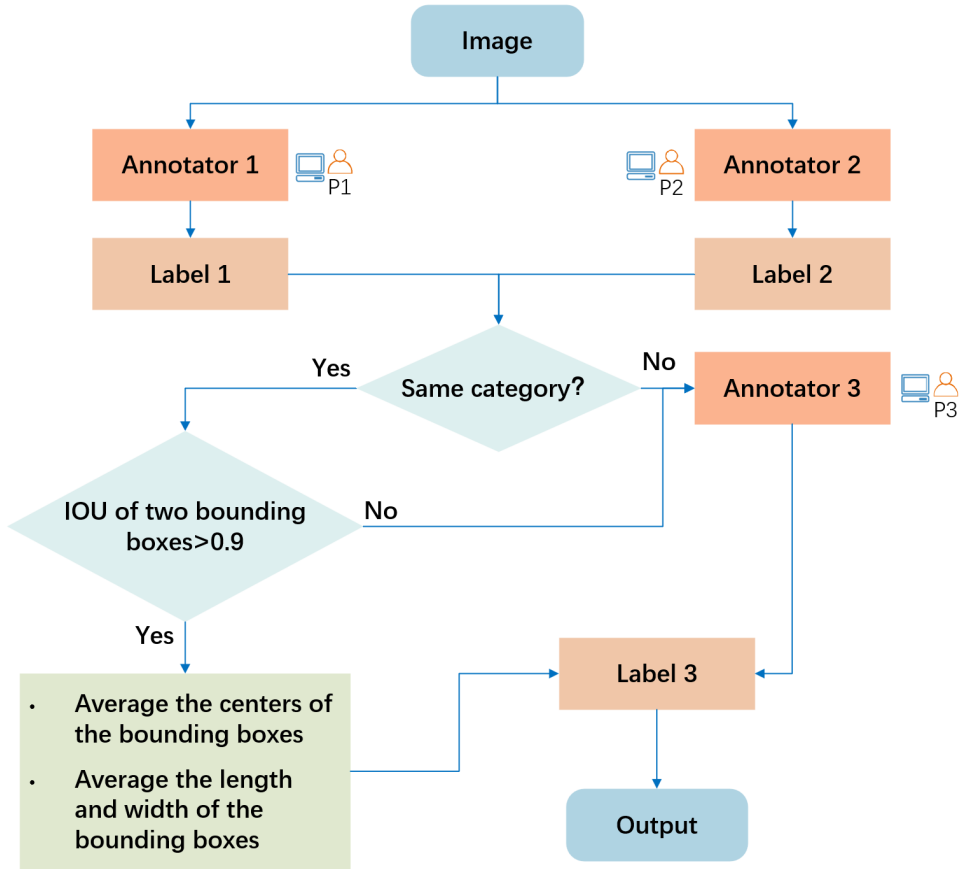 Image
Annotator 1
P1
P2
Annotator 2
Label 1
Label 2
Yes
Same category?
No
Annotator 3
P3
IOU of two bounding
boxes>0.9
No
Yes
Label 3
• Average the centers of
the bounding boxes
• Average the length
and width of the
bounding boxes
Output